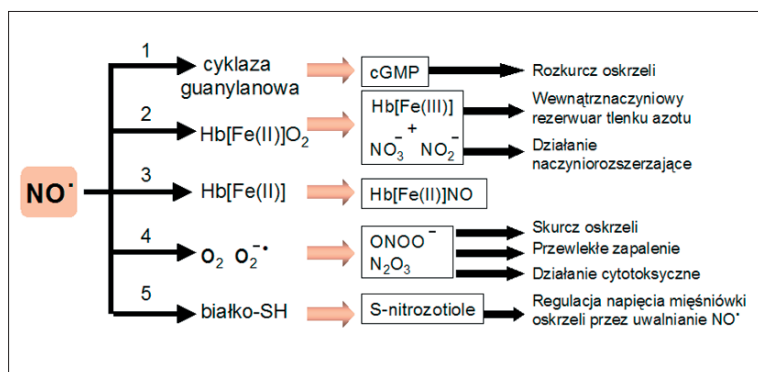 NO•
1
cyklaza
guanylanowa
cGMP
Rozkurcz oskrzeli
2
Hb[Fe(II)]O₂
Hb[Fe(III)]
+
NO₃⁻ NO₂⁻
Wewnątrznaczyniowy
rezerwuar tlenku azotu
Działanie
naczyniorozszerzające
3
Hb[Fe(II)]
Hb[Fe(II)]NO
4
O₂ O₂⁻•
ONOO⁻
N₂O₃
Skurcz oskrzeli
Przewlekłe zapalenie
Działanie cytotoksyczne
5
białko-SH
S-nitrozotiole
Regulacja napięcia mięśniówki
oskrzeli przez uwalnianie NO•